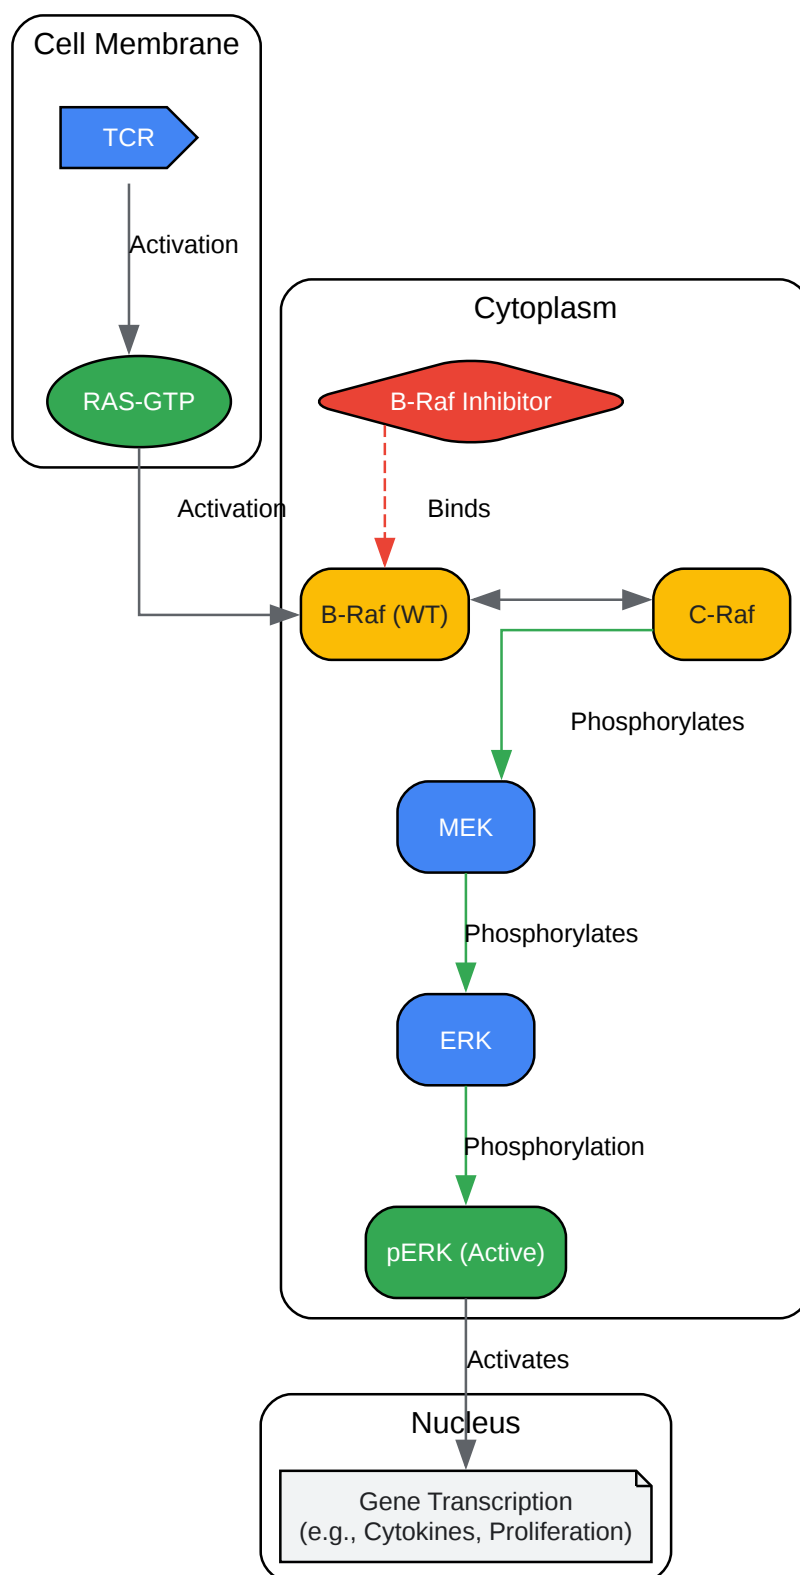 Cell Membrane
TCR
Activation
RAS-GTP
Activation
Cytoplasm
B-Raf Inhibitor
Binds
B-Raf (WT)
C-Raf
Phosphorylates
MEK
Phosphorylates
ERK
Phosphorylation
pERK (Active)
Activates
Nucleus
Gene Transcription
(e.g., Cytokines, Proliferation)